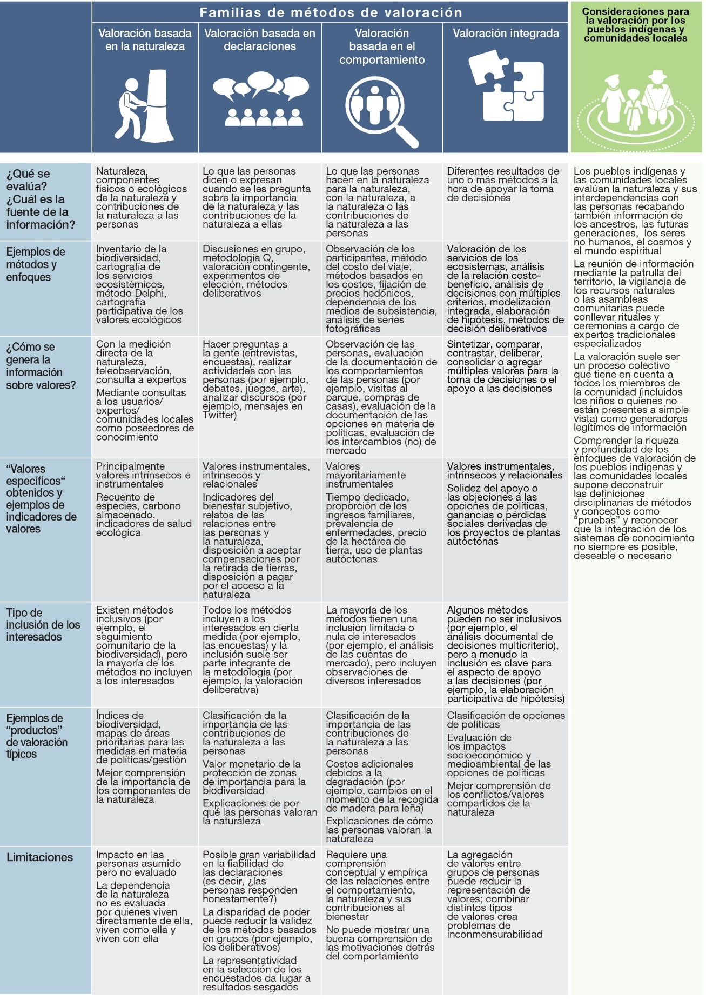 Familias de métodos de valoración
Valoración basada
en la naturaleza
Valoración basada en
declaraciones
Valoración
basada en el
comportamiento
Valoración integrada
Consideraciones para
la valoración por los
pueblos indígenas y
comunidades locales
¿Qué se
evalúa?
¿Cuál es la
fuente de la
información?
Naturaleza,
componentes
físicos o ecológicos
de la naturaleza y
contribuciones de
la naturaleza a las
personas
Lo que las personas
dicen o expresan
cuando se les pregunta
sobre la importancia
de la naturaleza y las
contribuciones de la
naturaleza a ellas
Lo que las personas
hacen en la naturaleza
para la naturaleza,
con la naturaleza, a
la naturaleza o las
contribuciones de
la naturaleza a las
personas
Diferentes resultados de
uno o más métodos a la
hora de apoyar la toma
de decisiones
Ejemplos de
métodos y
enfoques
Inventario de la
biodiversidad,
cartografía de
los servicios
ecosistémicos,
método Delphi,
cartografía
participativa de los
valores ecológicos
Discusiones en grupo,
metodología Q,
valoración contingente,
experimentos de
elección, métodos
deliberativos
Observación de los
participantes, método
del costo del viaje,
métodos basados en
los costos, fijación de
precios hedónicos,
dependencia de los
medios de subsistencia,
análisis de series
fotográficas
Valoración de los
servicios de los
ecosistemas, análisis
de la relación costo-
beneficio, análisis de
decisiones con múltiples
criterios, modelización
integrada, elaboración
de hipótesis, métodos de
decisión deliberativos
¿Cómo se
genera la
información
sobre valores?
Con la medición
directa de la
naturaleza,
teleobservación,
consulta a expertos
Mediante consultas
a los usuarios/
expertos/
comunidades locales
como poseedores de
conocimiento
Hacer preguntas a
la gente (entrevistas,
encuestas), realizar
actividades con las
personas (por ejemplo,
debates, juegos, arte),
analizar discursos (por
ejemplo, mensajes en
Twitter)
Observación de las
personas, evaluación
de la documentación de
los comportamientos
de las personas (por
ejemplo, visitas al
parque, compras de
casas), evaluación de la
documentación de las
opciones en materia de
políticas, evaluación de
los intercambios (no) de
mercado
Sintetizar, comparar,
contrastar, deliberar,
consolidar o agregar
múltiples valores para la
toma de decisiones o el
apoyo a las decisiones
“Valores
específicos“
obtenidos y
ejemplos de
indicadores de
valores
Principalmente
valores intrínsecos e
instrumentales
Recuento de
especies, carbono
almacenado,
indicadores de salud
ecológica
Valores instrumentales,
intrínsecos y
relacionales
Indicadores del
bienestar subjetivo,
relatos de las
relaciones entre
las personas y
la naturaleza,
disposición a aceptar
compensaciones por
la retirada de tierras,
disposición a pagar
por el acceso a la
naturaleza
Valores
mayoritariamente
instrumentales
Tiempo dedicado,
proporción de los
ingresos familiares,
prevalencia de
enfermedades, precio
de la hectárea de
tierra, uso de plantas
autóctonas
Valores instrumentales,
intrínsecos y relacionales
Solidez del apoyo o
las objeciones a las
opciones de políticas,
ganancias o pérdidas
sociales derivadas de
los proyectos de plantas
autóctonas
Tipo de
inclusión de los
interesados
Existen métodos
inclusivos (por
ejemplo, el
seguimiento
comunitario de la
biodiversidad), pero
la mayoría de los
métodos no incluyen
a los interesados
Todos los métodos
incluyen a los
interesados en cierta
medida (por ejemplo,
las encuestas) y la
inclusión suele ser
parte integrante de
la metodología (por
ejemplo, la valoración
deliberativa)
La mayoría de los
métodos tienen una
inclusión limitada o
nula de interesados
(por ejemplo, el análisis
de las cuentas de
mercado), pero incluyen
observaciones de
diversos interesados
Algunos métodos
pueden no ser inclusivos
(por ejemplo, el
análisis documental de
decisiones multicriterio),
pero a menudo la
inclusión es clave para
el aspecto de apoyo
a las decisiones (por
ejemplo, la elaboración
participativa de hipótesis)
Ejemplos de
“productos”
de valoración
típicos
Índices de
biodiversidad,
mapas de áreas
prioritarias para las
medidas en materia
de políticas/gestión
Mejor comprensión
de la importancia de
los componentes de
la naturaleza
Clasificación de la
importancia de las
contribuciones de
la naturaleza a las
personas
Valor monetario de la
protección de zonas
de importancia para la
biodiversidad
Explicaciones de por
qué las personas valoran
la naturaleza
Clasificación de la
importancia de las
contribuciones de
la naturaleza a las
personas
Costos adicionales
debidos a la
degradación (por
ejemplo, cambios en el
momento de la recogida
de madera para leña)
Explicaciones de cómo
las personas valoran la
naturaleza
Clasificación de opciones
de políticas
Evaluación de
los impactos
socioeconómico y
medioambiental de las
opciones de políticas
Mejor comprensión de
los conflictos/valores
compartidos de la
naturaleza
Limitaciones
Impacto en las
personas asumido
pero no evaluado
La dependencia
de la naturaleza
no es evaluada
por quienes viven
directamente de ella,
viven como ella y
viven con ella
Posible gran variabilidad
en la fiabilidad de
las declaraciones
(es decir, ¿las
personas responden
honestamente?)
La disparidad de poder
puede reducir la validez
de los métodos basados
en grupos (por ejemplo,
los deliberativos)
La representatividad
en la selección de los
encuestados da lugar a
resultados sesgados
Requiere una
comprensión
conceptual y empírica
de las relaciones entre
el comportamiento,
la naturaleza y sus
contribuciones al
bienestar
No puede mostrar una
buena comprensión de
las motivaciones detrás
del comportamiento
La agregación
de valores entre
grupos de personas
puede reducir la
representación de
valores; combinar
distintos tipos
de valores crea
problemas de
inconmensurabilidad
Los pueblos indígenas y
las comunidades locales
evalúan la naturaleza y sus
interdependencias con
las personas recabando
también información de
los ancestros, las futuras
generaciones, los seres
no humanos, el cosmos y
el mundo espiritual
La reunión de información
mediante la patrulla del
territorio, la vigilancia de
los recursos naturales
o las asambleas
comunitarias puede
conllevar rituales y
ceremonias a cargo de
expertos tradicionales
especializados
La valoración suele ser
un proceso colectivo
que tiene en cuenta a
todos los miembros de
la comunidad (incluidos
los niños o quienes no
están presentes a simple
vista) como generadores
legítimos de información
Comprender la riqueza
y profundidad de los
enfoques de valoración de
los pueblos indígenas y
las comunidades locales
supone deconstruir
las definiciones
disciplinarias de métodos
y conceptos como
“pruebas” y reconocer
que la integración de los
sistemas de conocimiento
no siempre es posible,
deseable o necesario